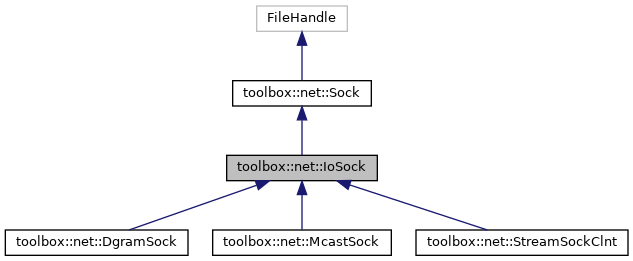 FileHandle
toolbox::net::Sock
toolbox::net::IoSock
toolbox::net::DgramSock
toolbox::net::McastSock
toolbox::net::StreamSockClnt